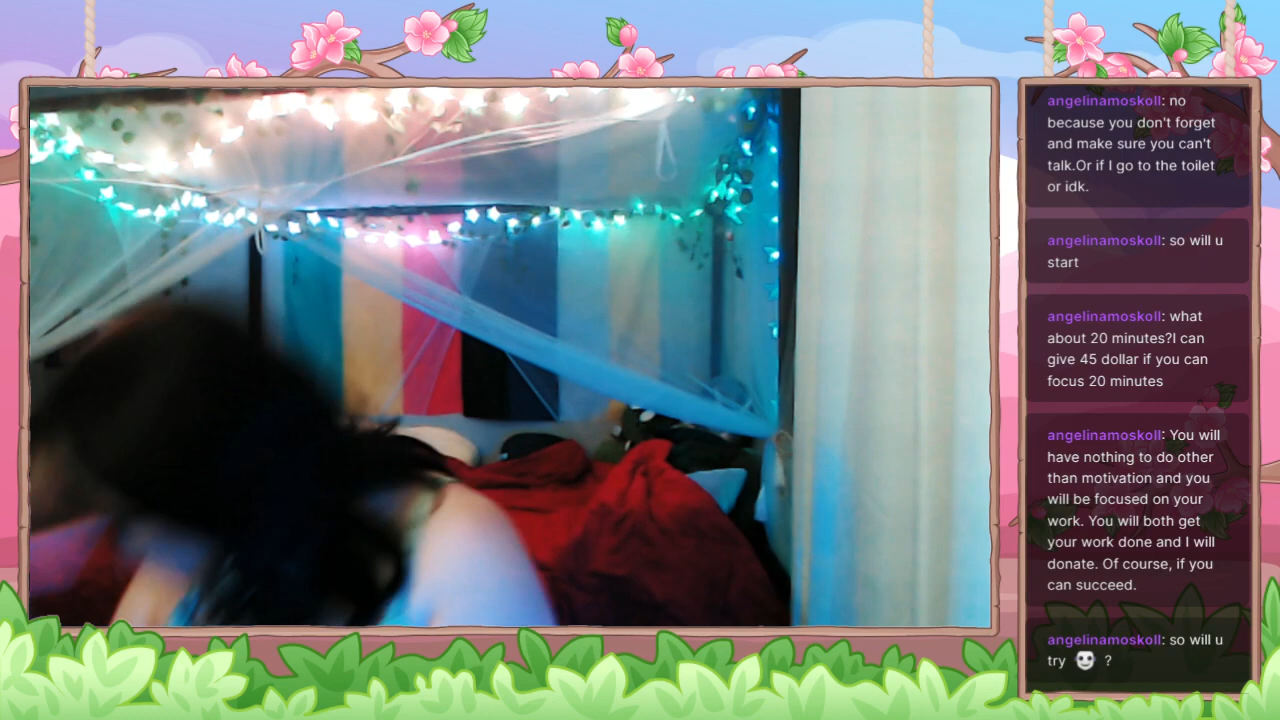 angelinamoskoll: no
because you don't forget
and make sure you can't
talk.Or if I go to the toilet
or idk.
angelinamoskoll: so will u
start
angelinamoskoll: what
about 20 minutes?I can
give 45 dollar if you can
focus 20 minutes
angelinamoskoll: You will
have nothing to do other
than motivation and you
will be focused on your
work. You will both get
your work done and I will
donate. Of course, if you
can succeed.
angelinamoskoll: so will u
try ?